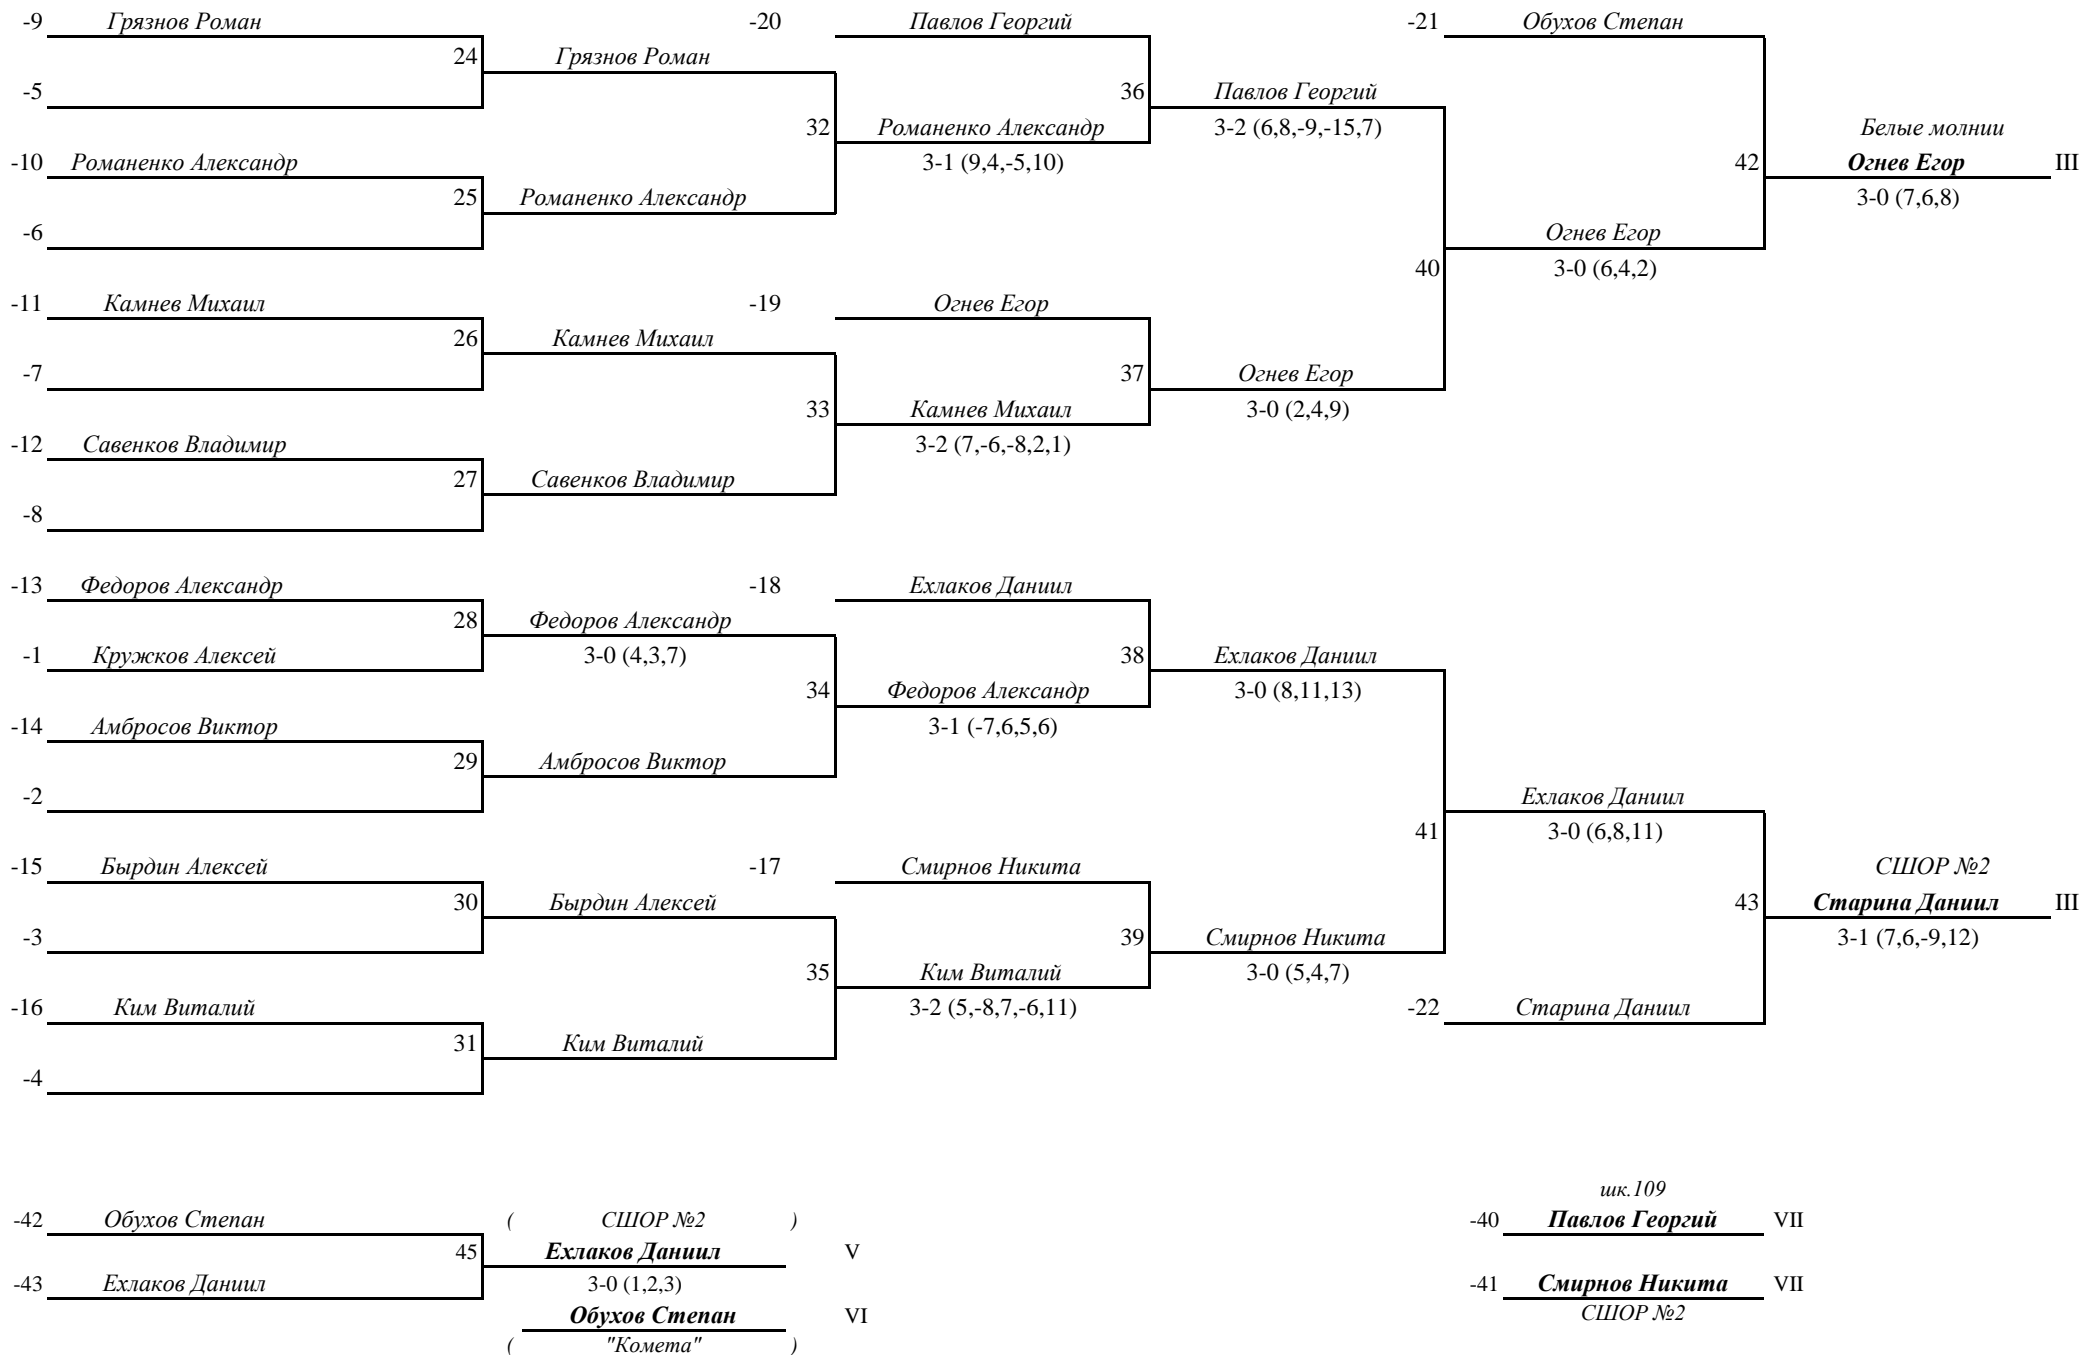 -9 Грязнов Роман -20 Павлов Георгий -21 Обухов Степан
24 Грязнов Роман
-5 36 Павлов Георгий
32 Романенко Александр 3-2 (6,8,-9,-15,7) Белые молнии
-10 Романенко Александр 3-1 (9,4,-5,10) 42 Огнев Егор III
25 Романенко Александр 3-0 (7,6,8)
-6 Огнев Егор
40 3-0 (6,4,2)
-11 Камнев Михаил -19 Огнев Егор
26 Камнев Михаил
-7 37 Огнев Егор
33 Камнев Михаил 3-0 (2,4,9)
-12 Савенков Владимир 3-2 (7,-6,-8,2,1)
27 Савенков Владимир
-8
-13 Федоров Александр -18 Ехлаков Даниил
28 Федоров Александр
-1 Кружков Алексей 3-0 (4,3,7) 38 Ехлаков Даниил
34 Федоров Александр 3-0 (8,11,13)
-14 Амбросов Виктор 3-1 (-7,6,5,6)
29 Амбросов Виктор
-2 Ехлаков Даниил
41 3-0 (6,8,11)
-15 Бырдин Алексей -17 Смирнов Никита СШОР №2
30 Бырдин Алексей 43 Старина Даниил III
-3 39 Смирнов Никита 3-1 (7,6,-9,12)
35 Ким Виталий 3-0 (5,4,7)
-16 Ким Виталий 3-2 (5,-8,7,-6,11) -22 Старина Даниил
31 Ким Виталий
-4
шк.109
-42 Обухов Степан ( СШОР №2 ) -40 Павлов Георгий VII
45 Ехлаков Даниил V
-43 Ехлаков Даниил 3-0 (1,2,3) -41 Смирнов Никита VII
Обухов Степан VI СШОР №2
( "Комета" )